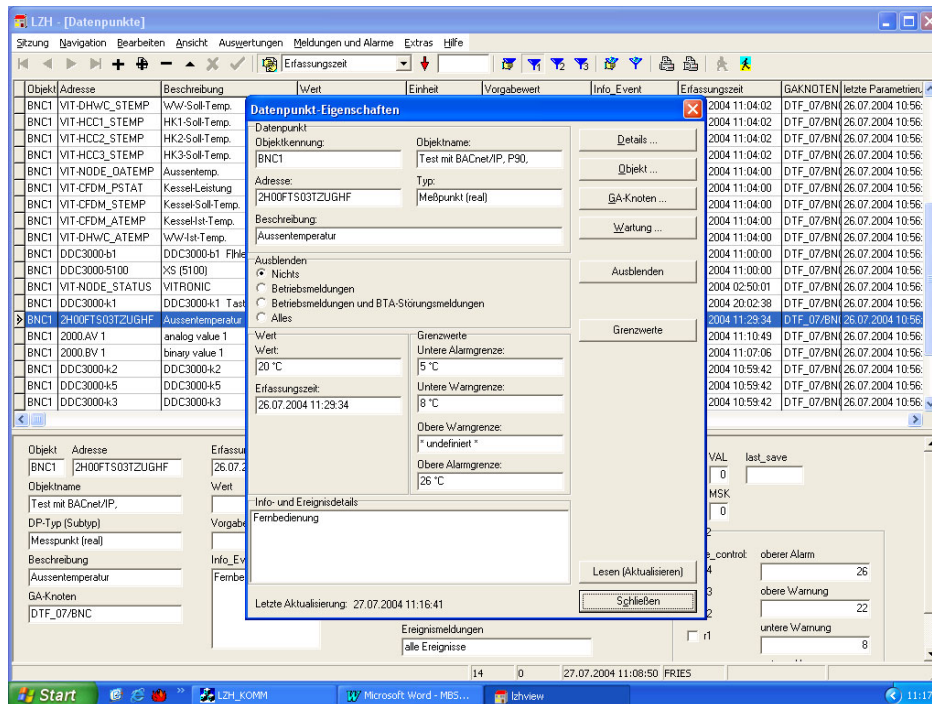 LZH - [Datenpunkte]
Sitzung Navigation Bearbeiten Ansicht Auswertungen Meldungen und Alarme Extras Hilfe
Erfassungszeit
Objekt Adresse Beschreibung Wert Einheit Vorgabewert Info_Event Erfassungszeit GAKNOTEN letzte Parametrieru
BNC1 VIT-DHWC_STEMP WW-Soll-Temp. 2004 11:04:02 DTF_07/BN 26.07.2004 10:56:
BNC1 VIT-HCC1_STEMP HK1-Soll-Temp. 2004 11:04:02 DTF_07/BN 26.07.2004 10:56:
BNC1 VIT-HCC2_STEMP HK2-Soll-Temp. 2004 11:04:02 DTF_07/BN 26.07.2004 10:56:
BNC1 VIT-HCC3_STEMP HK3-Soll-Temp. 2004 11:04:02 DTF_07/BN 26.07.2004 10:56:
BNC1 VIT-NODE_OATEMP Aussentemp. 2004 11:04:00 DTF_07/BN 26.07.2004 10:56:
BNC1 VIT-CFDM_PSTAT Kessel-Leistung 2004 11:04:00 DTF_07/BN 26.07.2004 10:56:
BNC1 VIT-CFDM_STEMP Kessel-Soll-Temp. 2004 11:04:00 DTF_07/BN 26.07.2004 10:56:
BNC1 VIT-CFDM_ATEMP Kessel-Ist-Temp. 2004 11:04:00 DTF_07/BN 26.07.2004 10:56:
BNC1 VIT-DHWC_ATEMP WW-Ist-Temp. 2004 11:04:00 DTF_07/BN 26.07.2004 10:56:
BNC1 DDC3000-b1 DDC3000-b1 Fühle 2004 11:00:00 DTF_07/BN 26.07.2004 10:56:
BNC1 DDC3000-5100 XS (5100) 2004 11:00:00 DTF_07/BN 26.07.2004 10:56:
BNC1 VIT-NODE_STATUS VITRONIC 2004 02:50:01 DTF_07/BN 26.07.2004 10:56:
BNC1 DDC3000-k1 DDC3000-k1 Tast 2004 20:02:38 DTF_07/BN 26.07.2004 10:56:
BNC1 2H00FTS03TZUGHF Aussentemperatur 2004 11:29:34 DTF_07/BN 26.07.2004 10:56:
BNC1 2000.AV 1 analog value 1 2004 11:10:49 DTF_07/BN 26.07.2004 10:56:
BNC1 2000.BV 1 binary value 1 2004 11:07:06 DTF_07/BN 26.07.2004 10:56:
BNC1 DDC3000-k2 DDC3000-k2 2004 10:59:42 DTF_07/BN 26.07.2004 10:56:
BNC1 DDC3000-k5 DDC3000-k5 2004 10:59:42 DTF_07/BN 26.07.2004 10:56:
BNC1 DDC3000-k3 DDC3000-k3 2004 10:59:42 DTF_07/BN 26.07.2004 10:56:
Datenpunkt-Eigenschaften
Datenpunkt
Objektkennung: Objektname:
BNC1 Test mit BACnet/IP, P90,
Adresse: Typ:
2H00FTS03TZUGHF Meßpunkt (real)
Beschreibung:
Aussentemperatur
Ausblenden
Nichts
Betriebsmeldungen
Betriebsmeldungen und BTA-Störungsmeldungen
Alles
Wert
Wert:
20 °C
Erfassungszeit:
26.07.2004 11:29:34
Grenzwerte
Untere Alarmgrenze:
5 °C
Untere Warngrenze:
8 °C
Obere Warngrenze:
* undefiniert *
Obere Alarmgrenze:
26 °C
Info- und Ereignisdetails
Fernbedienung
Letzte Aktualisierung: 27.07.2004 11:16:41
Details ...
Objekt ...
GA-Knoten ...
Wartung ...
Ausblenden
Grenzwerte
Lesen (Aktualisieren)
Schließen
Objekt Adresse Erfassu
BNC1 2H00FTS03TZUGHF 26.07.2
Objektname Wert
Test mit BACnet/IP,
DP-Typ (Subtyp) Vorgabe
Messpunkt (real)
Beschreibung Info_Ev
Aussentemperatur Fernbe
GA-Knoten
DTF_07/BNC
Ereignismeldungen
alle Ereignisse
VAL last_save
0
MSK
0
e_control: oberer Alarm
26
obere Warnung
22
r1 untere Warnung
8
14 0 27.07.2004 11:08:50 FRIES
Start LZH_KOMM Microsoft Word - MBS... lzhview 11:17